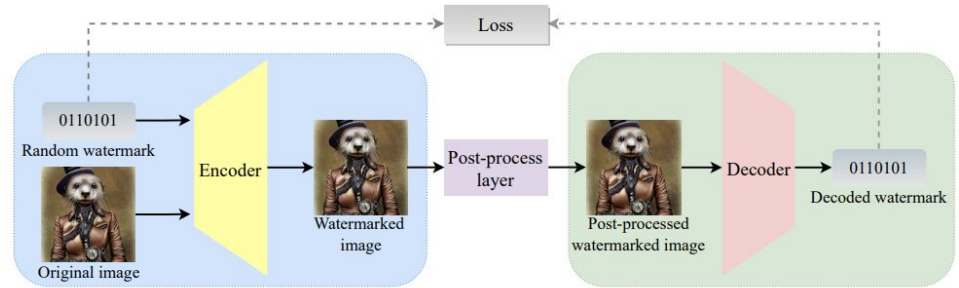 Loss
0110101
Random watermark
Original image
Encoder
Watermarked
image
Post-process
layer
Post-processed
watermarked image
Decoder
0110101
Decoded watermark